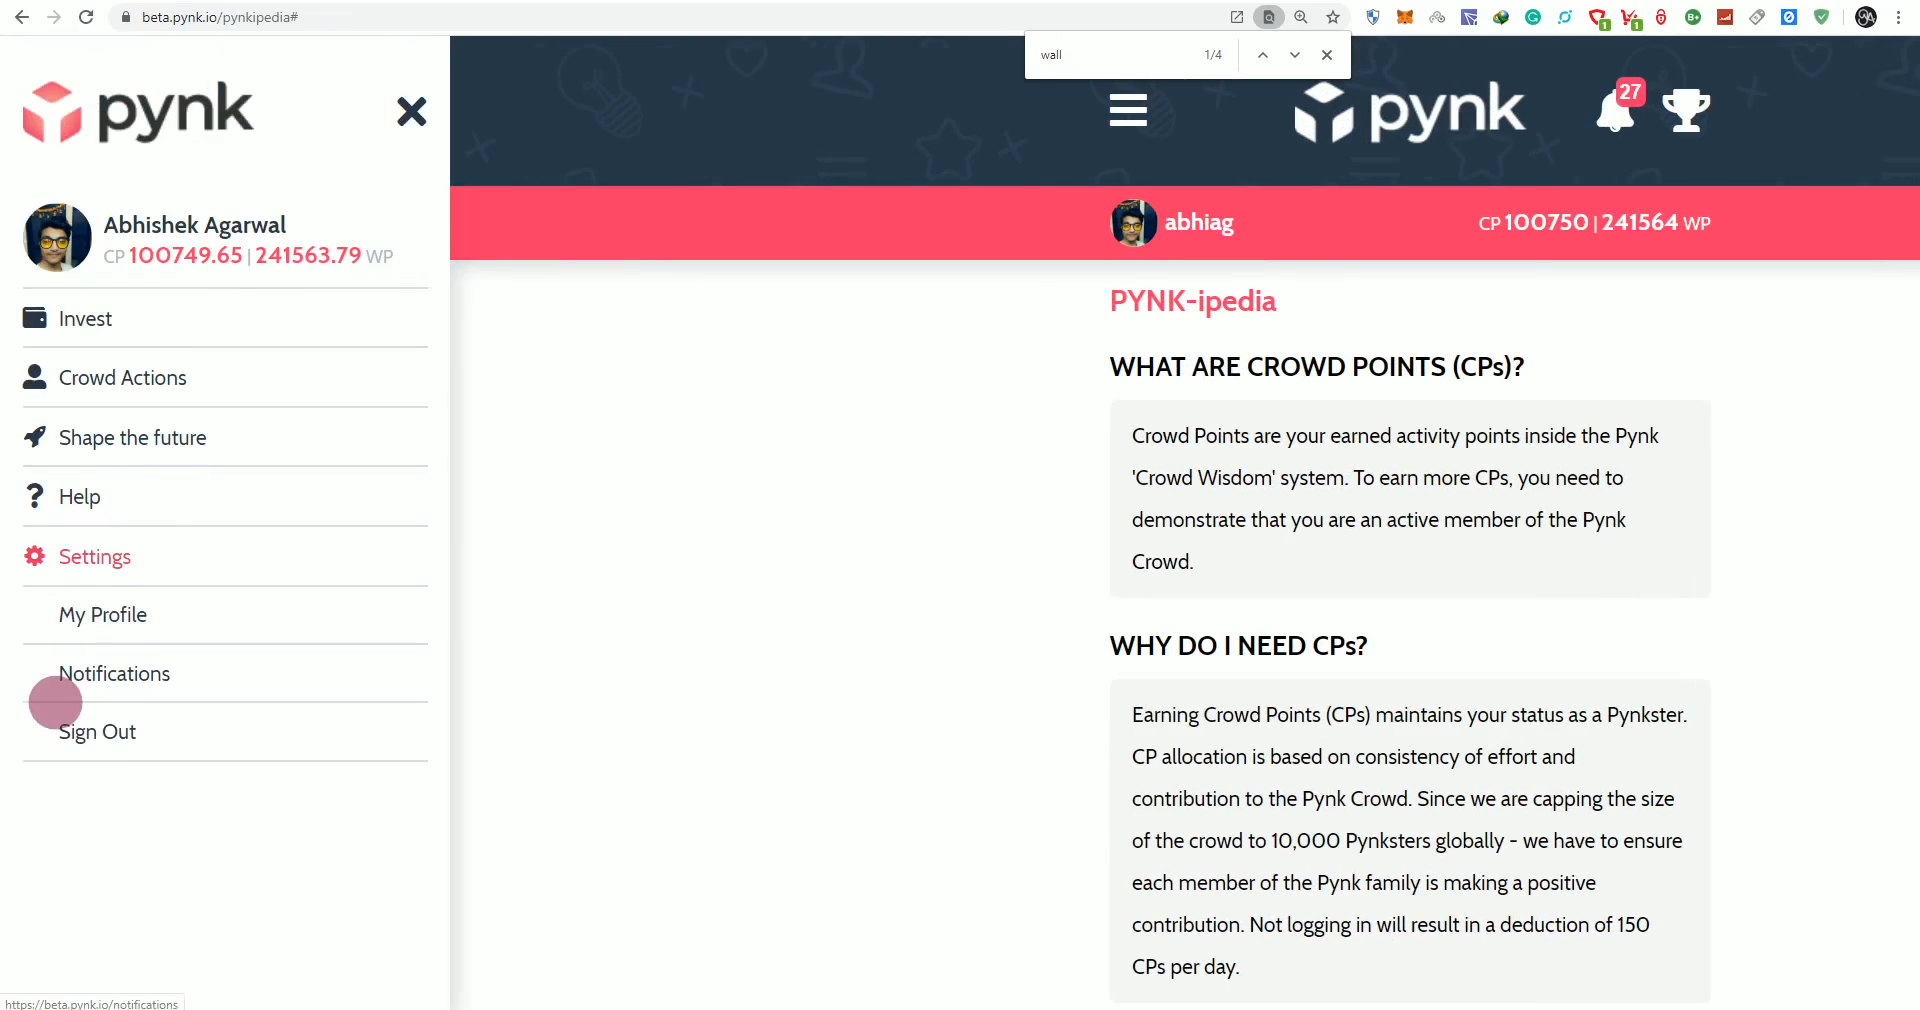 beta.pynk.io/pynkipedia#
wall 1/4
pynk
pynk
27
Abhishek Agarwal
CP 100749.65 | 241563.79 WP
abhiag
CP 100750 | 241564 WP
Invest
Crowd Actions
Shape the future
Help
Settings
My Profile
Notifications
Sign Out
PYNK-ipedia
WHAT ARE CROWD POINTS (CPs)?
Crowd Points are your earned activity points inside the Pynk
'Crowd Wisdom' system. To earn more CPs, you need to
demonstrate that you are an active member of the Pynk
Crowd.
WHY DO I NEED CPs?
Earning Crowd Points (CPs) maintains your status as a Pynkster.
CP allocation is based on consistency of effort and
contribution to the Pynk Crowd. Since we are capping the size
of the crowd to 10,000 Pynksters globally - we have to ensure
each member of the Pynk family is making a positive
contribution. Not logging in will result in a deduction of 150
CPs per day.
https://beta.pynk.io/notifications